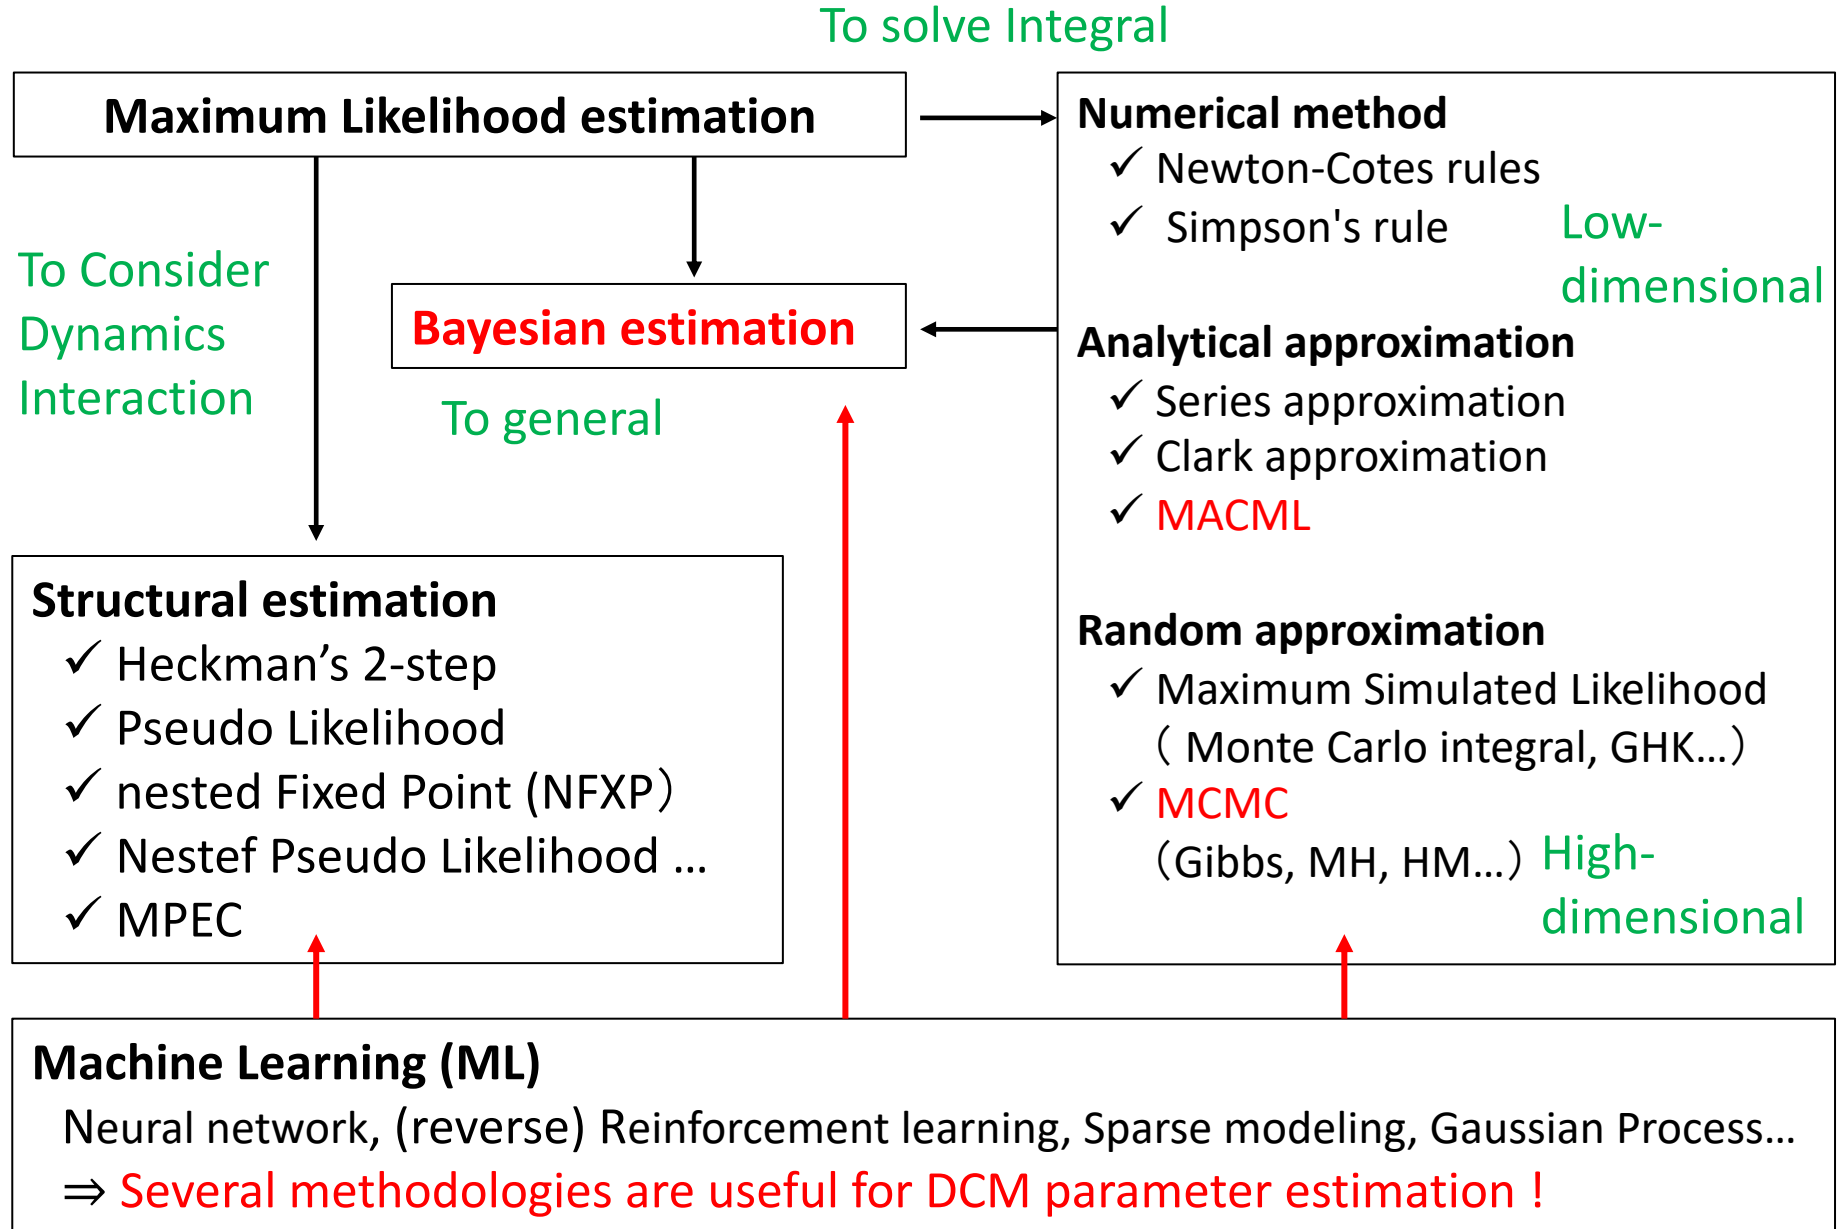 To solve Integral
Maximum Likelihood estimation
To Consider
Dynamics
Interaction
Bayesian estimation
To general
Numerical method
✓ Newton-Cotes rules
✓ Simpson's rule
Low-
dimensional
Analytical approximation
✓ Series approximation
✓ Clark approximation
✓ MACML
Random approximation
✓ Maximum Simulated Likelihood
（ Monte Carlo integral, GHK...）
✓ MCMC
（Gibbs, MH, HM...）
High-
dimensional
Structural estimation
✓ Heckman’s 2-step
✓ Pseudo Likelihood
✓ nested Fixed Point (NFXP）
✓ Nestef Pseudo Likelihood ...
✓ MPEC
Machine Learning (ML)
Neural network, (reverse) Reinforcement learning, Sparse modeling, Gaussian Process...
⇒ Several methodologies are useful for DCM parameter estimation !